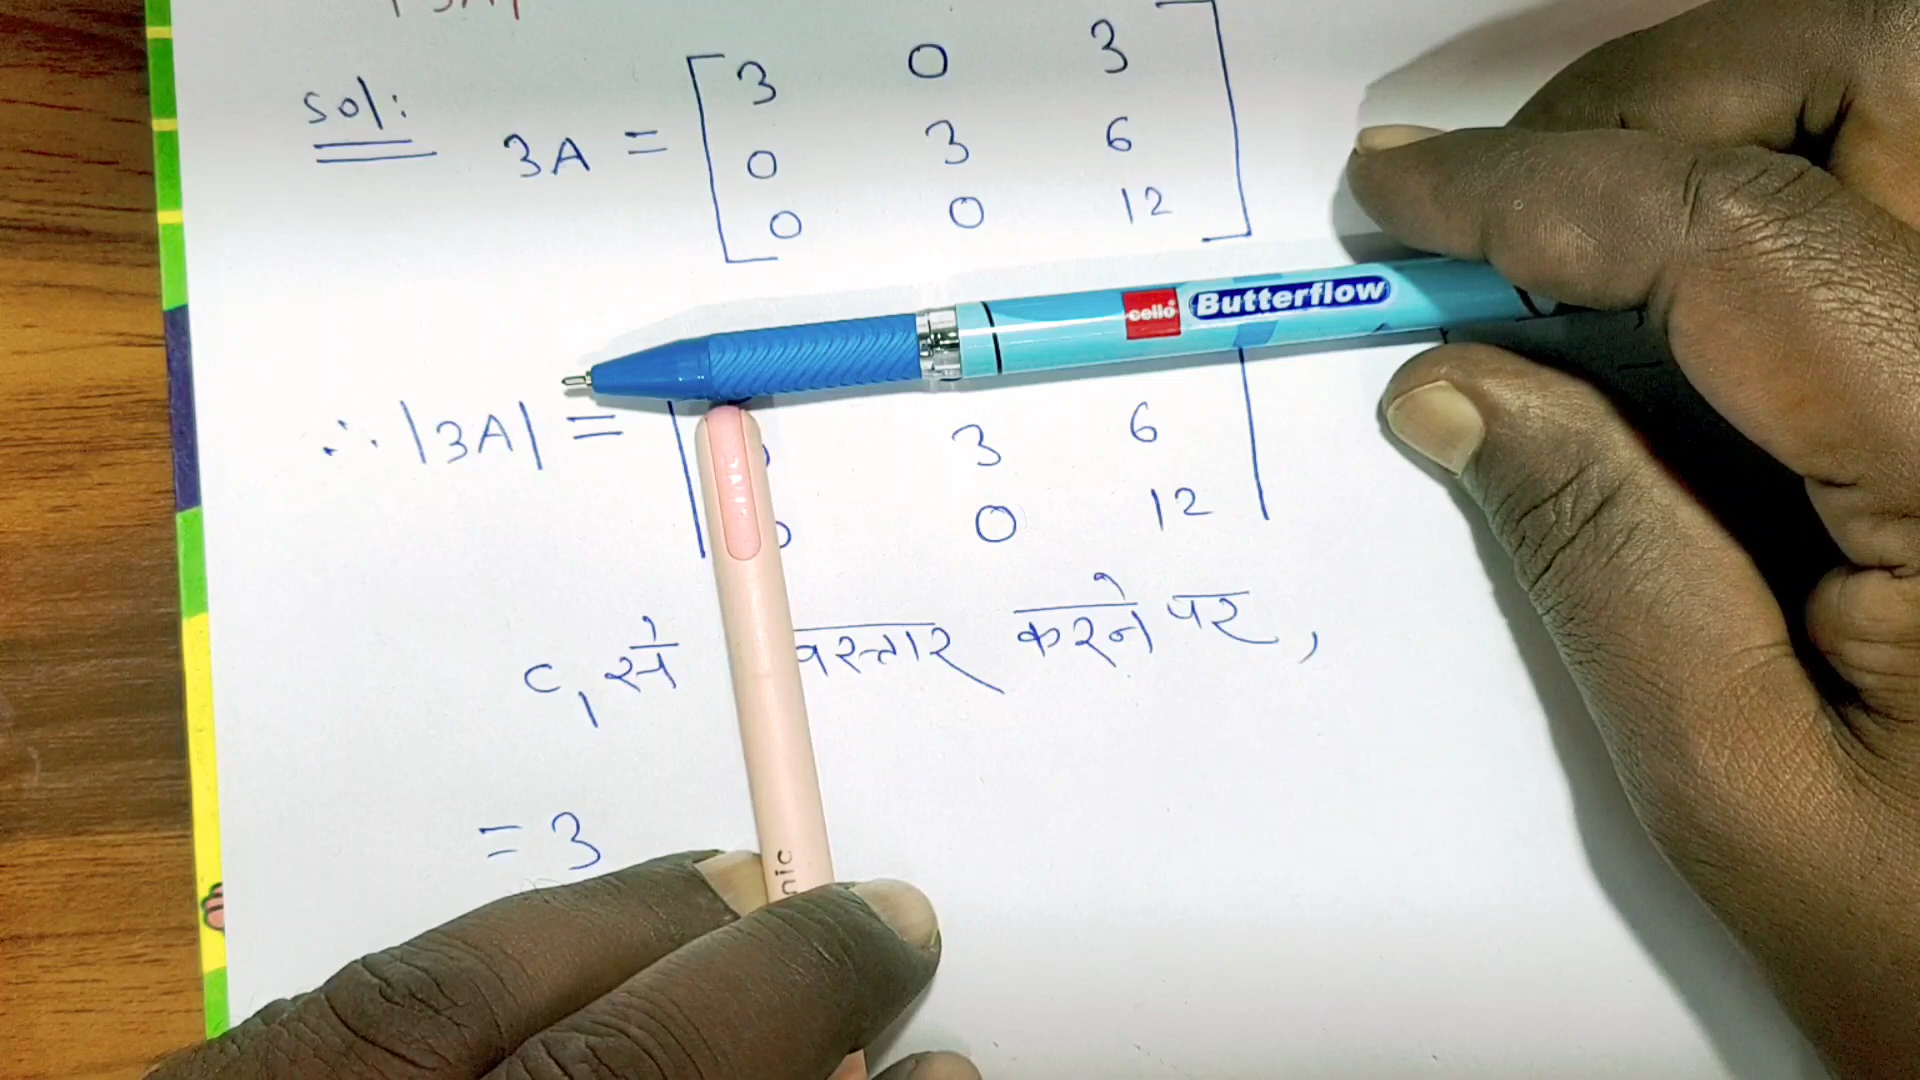 Sol:
3A = [ 3 0 3
0 3 6
0 0 12 ]
cello Butterflow
∴ |3A| = | 3 6
0 12 |
C₁ से करने पर,
= 3
nic